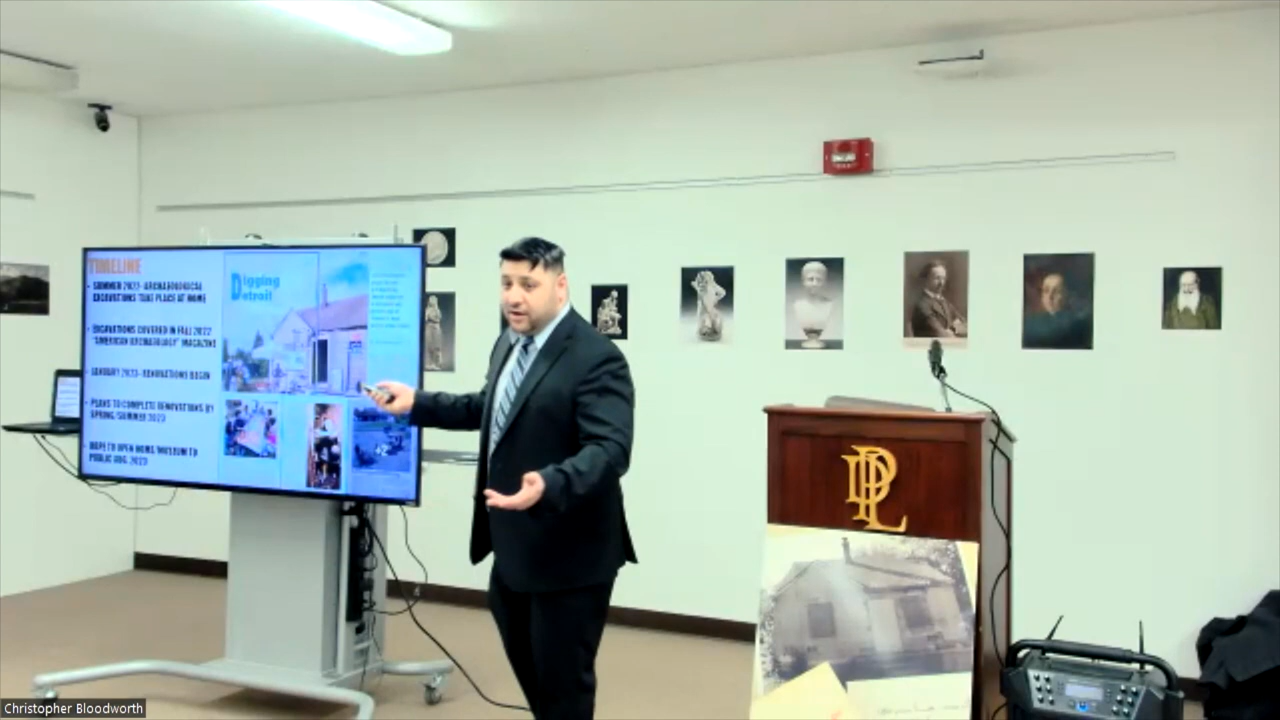 TIMELINE
SUMMER 2022- ARCHAEOLOGICAL
EXCAVATIONS TAKE PLACE AT HOME
EXCAVATIONS COVERED IN FALL 2022
"AMERICAN ARCHAEOLOGY" MAGAZINE
JANUARY 2023- RENOVATIONS BEGIN
PLANS TO COMPLETE RENOVATIONS BY
SPRING/SUMMER 2023
HOPE TO OPEN HOME/MUSEUM TO
PUBLIC AUG. 2023
Digging
Detroit
DPL
Christopher Bloodworth